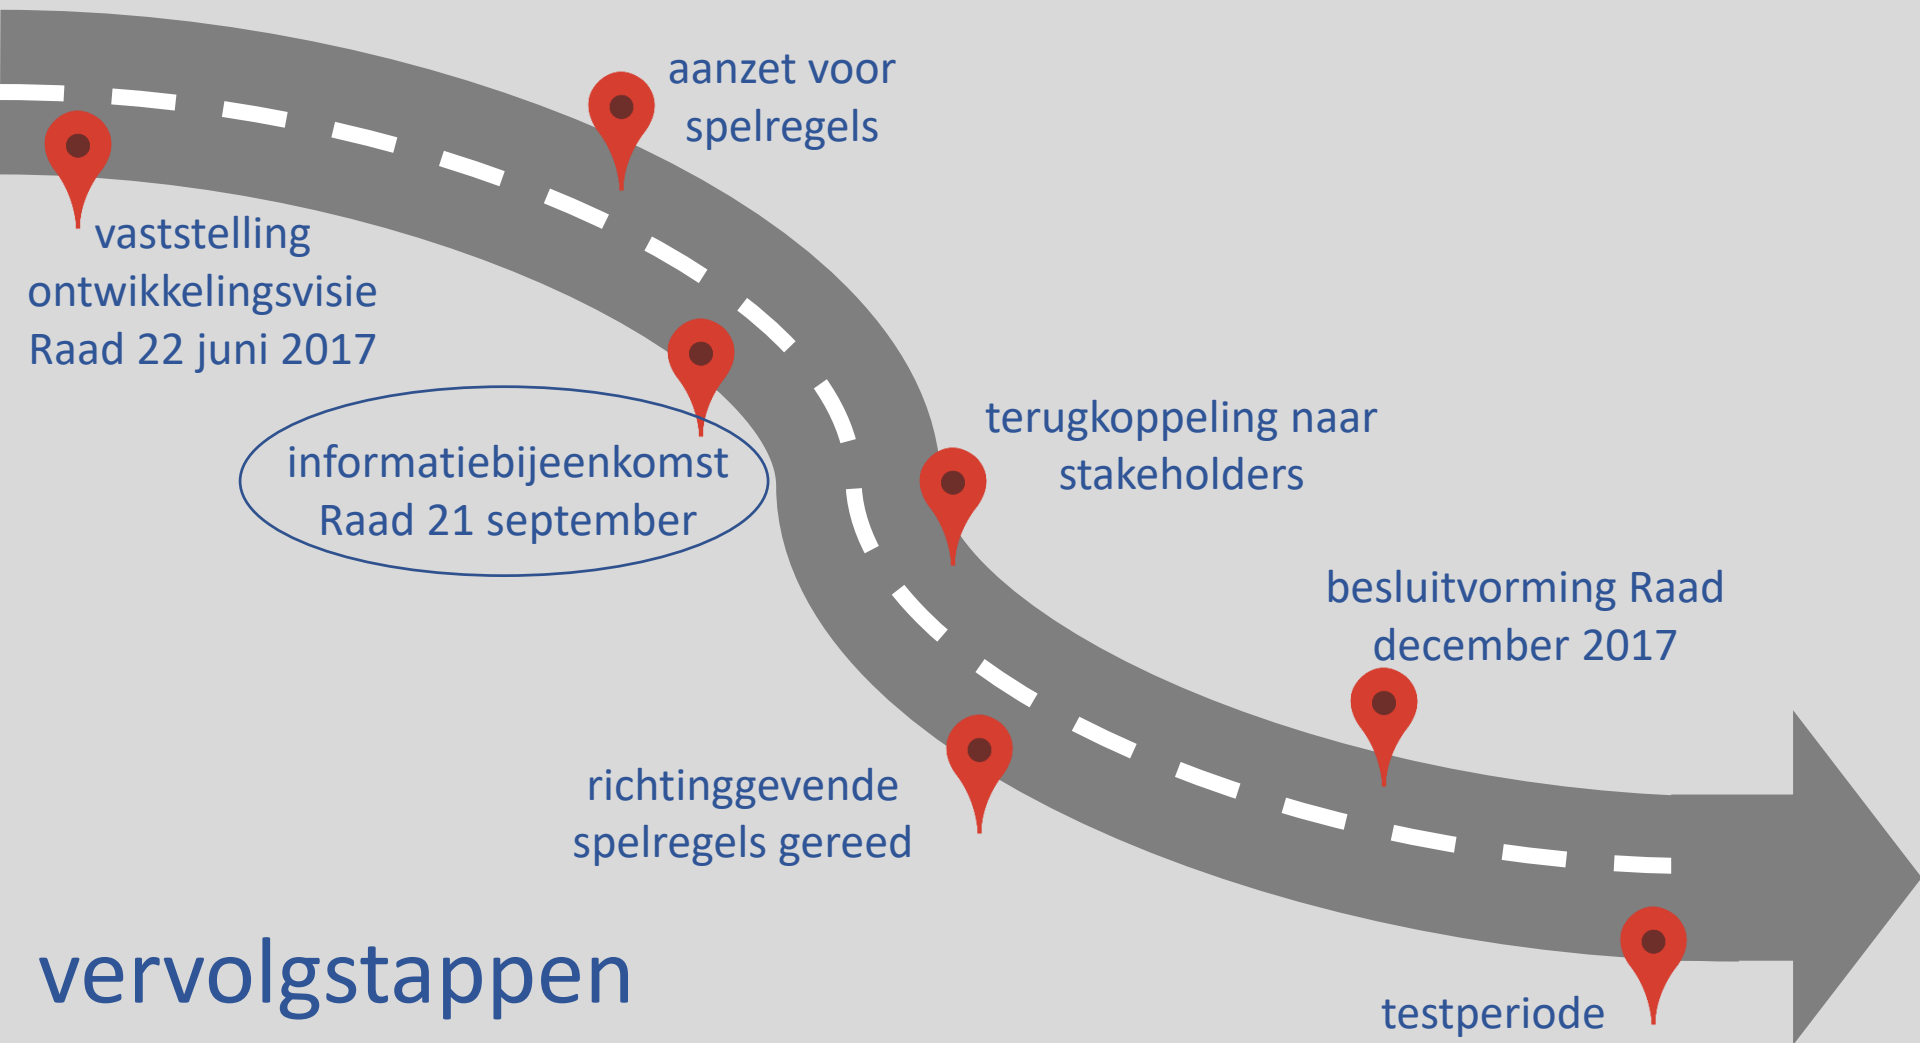 aanzet voor
spelregels
vaststelling
ontwikkelingsvisie
Raad 22 juni 2017
informatiebijeenkomst
Raad 21 september
terugkoppeling naar
stakeholders
besluitvorming Raad
december 2017
richtinggevende
spelregels gereed
vervolgstappen
testperiode